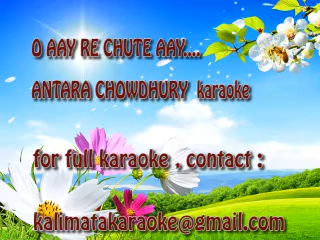 O AAY RE CHUTE AAY....
ANTARA CHOWDHURY karaoke
for full karaoke , contact :
kalimatakaraoke@gmail.com